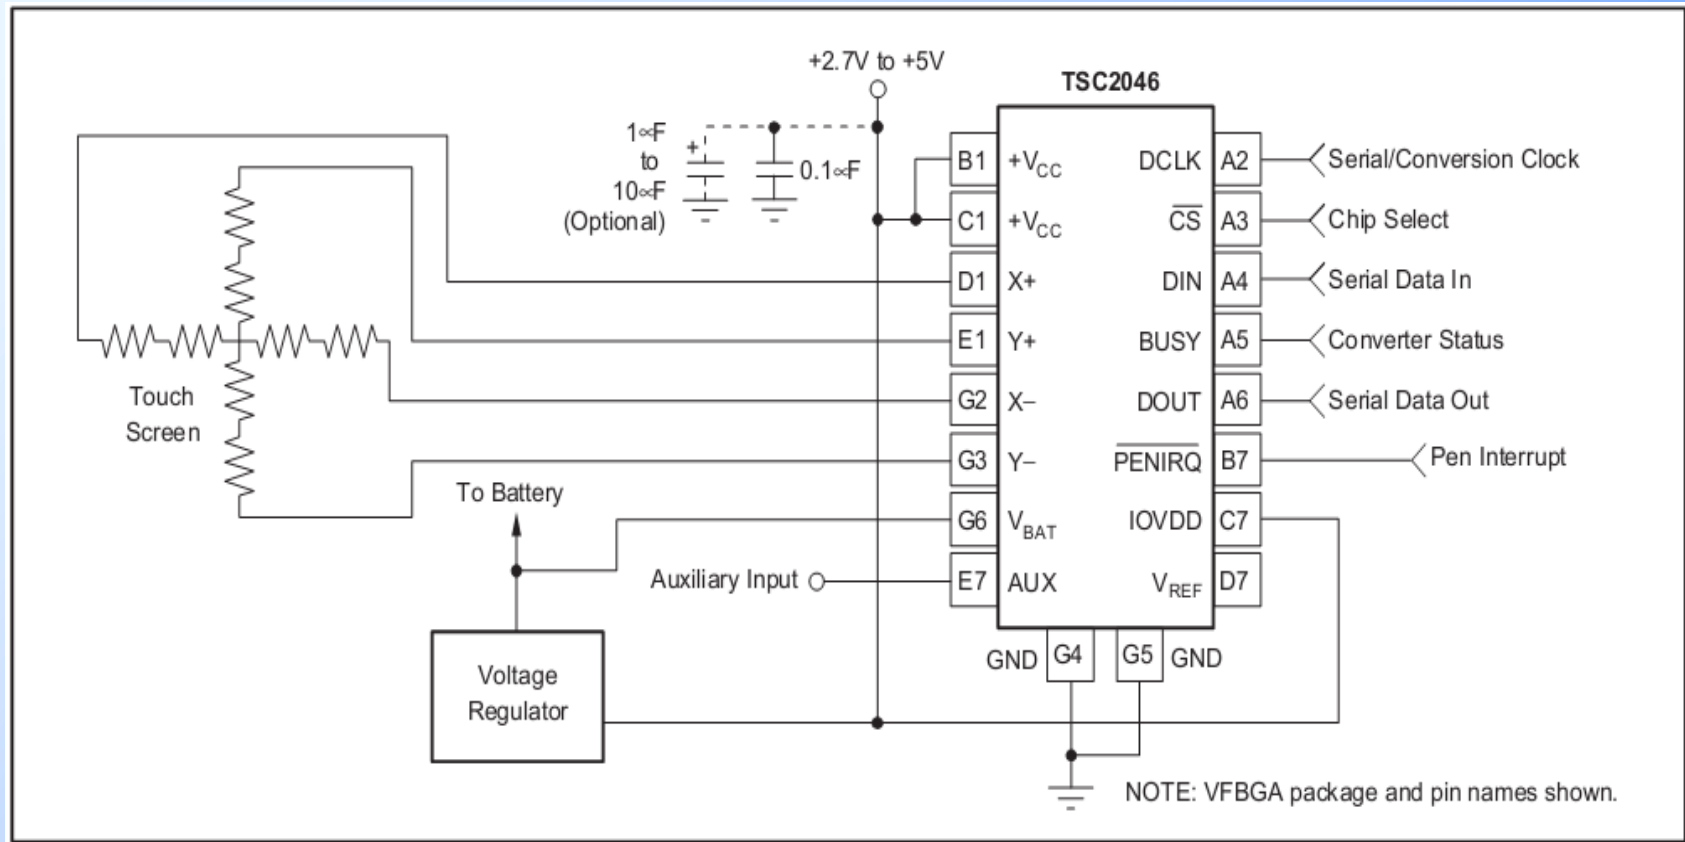 +2.7V to +5V
TSC2046
1∝F
to
10∝F
(Optional)
+
0.1∝F
B1 +VCC
C1 +VCC
D1 X+
E1 Y+
G2 X–
G3 Y–
G6 VBAT
E7 AUX
DCLK A2 Serial/Conversion Clock
CS A3 Chip Select
DIN A4 Serial Data In
BUSY A5 Converter Status
DOUT A6 Serial Data Out
PENIRQ B7 Pen Interrupt
IOVDD C7
VREF D7
Touch
Screen
To Battery
Auxiliary Input
Voltage
Regulator
GND G4 G5 GND
NOTE: VFBGA package and pin names shown.